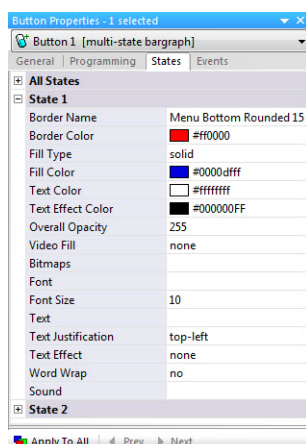 Button Properties - 1 selected
Button 1 [multi-state bargraph]
General | Programming | States | Events
All States
State 1
Border Name Menu Bottom Rounded 15
Border Color #ff0000
Fill Type solid
Fill Color #0000dfff
Text Color #ffffffff
Text Effect Color #000000FF
Overall Opacity 255
Video Fill none
Bitmaps
Font
Font Size 10
Text
Text Justification top-left
Text Effect none
Word Wrap no
Sound
State 2
Apply To All Prev Next